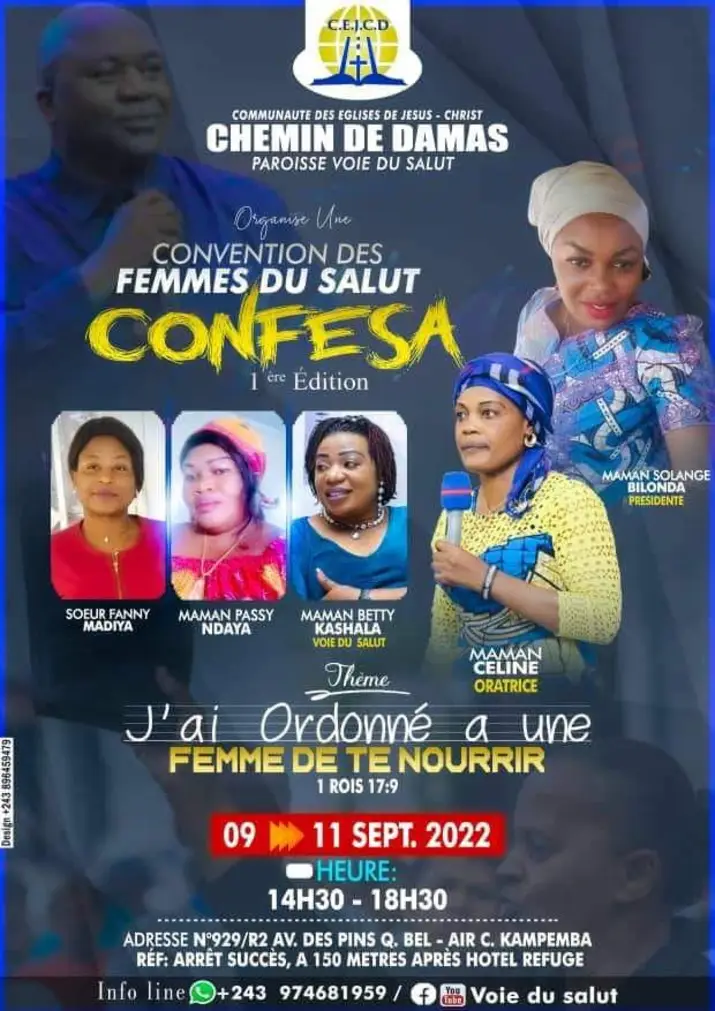 C.E.J.C.D
COMMUNAUTE DES EGLISES DE JESUS - CHRIST
CHEMIN DE DAMAS
PAROISSE VOIE DU SALUT
Organise Une
CONVENTION DES
FEMMES DU SALUT
CONFESA
1 ère Édition
MAMAN SOLANGE
BILONDA
PRESIDENTE
SOEUR FANNY
MADIYA
MAMAN PASSY
NDAYA
MAMAN BETTY
KASHALA
VOIE DU SALUT
MAMAN
CELINE
ORATRICE
Thème
J'ai Ordonné a une
FEMME DE TE NOURRIR
1 ROIS 17:9
09 11 SEPT. 2022
HEURE:
14H30 - 18H30
ADRESSE N°929/R2 AV. DES PINS Q. BEL - AIR C. KAMPEMBA
RÉF: ARRÊT SUCCÈS, A 150 METRES APRÈS HOTEL REFUGE
Info line +243 974681959 / You Tube Voie du salut
Design +243 896459479